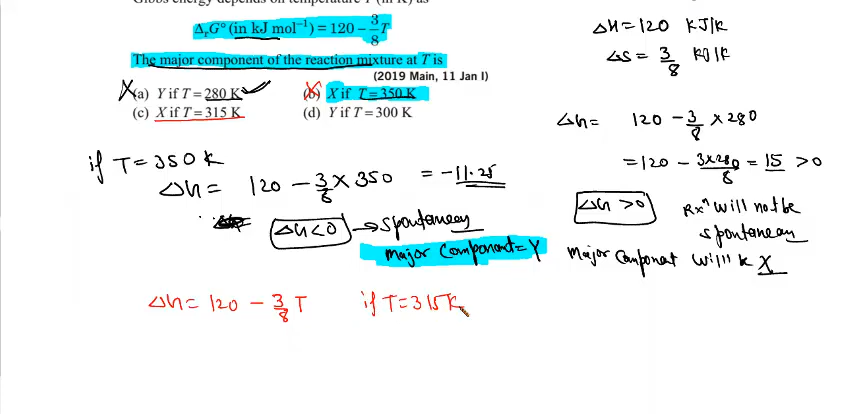 Gibbs energy depends on temperature T (in K) as
ΔrG° (in kJ mol⁻¹) = 120 − 3/8 T
The major component of the reaction mixture at T is
(2019 Main, 11 Jan I)
(a) Y if T = 280 K
(b) X if T = 350 K
(c) X if T = 315 K
(d) Y if T = 300 K
ΔH = 120 KJ/K
ΔS = 3/8 KJ/K
ΔG = 120 − 3/8 × 280
= 120 − 3×280/8 = 15 > 0
ΔG > 0
Rxⁿ will not be
spontanean
Major Componat will be X
if T = 350 K
ΔG = 120 − 3/8 × 350 = −11.25
ΔG < 0 → spontanean
Major Component = Y
ΔG = 120 − 3/8 T if T = 315K